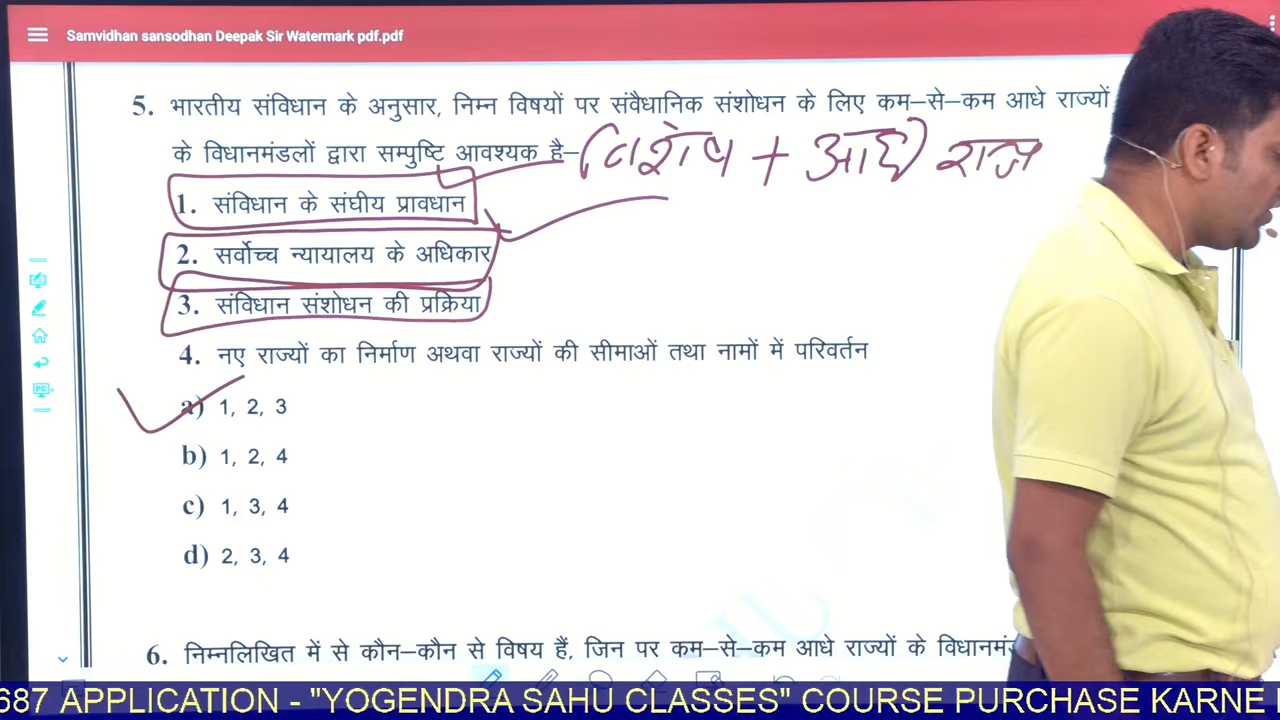 Samvidhan sansodhan Deepak Sir Watermark pdf.pdf
5. भारतीय संविधान के अनुसार, निम्न विषयों पर संवैधानिक संशोधन के लिए कम–से–कम आधे राज्यों
के विधानमंडलों द्वारा सम्पुष्टि आवश्यक है–
विशेष + आधे राज्य
1. संविधान के संघीय प्रावधान
2. सर्वोच्च न्यायालय के अधिकार
3. संविधान संशोधन की प्रक्रिया
4. नए राज्यों का निर्माण अथवा राज्यों की सीमाओं तथा नामों में परिवर्तन
a) 1, 2, 3
b) 1, 2, 4
c) 1, 3, 4
d) 2, 3, 4
6. निम्नलिखित में से कौन–कौन से विषय हैं, जिन पर कम–से–कम आधे राज्यों के
687 APPLICATION - "YOGENDRA SAHU CLASSES" COURSE PURCHASE KARNE